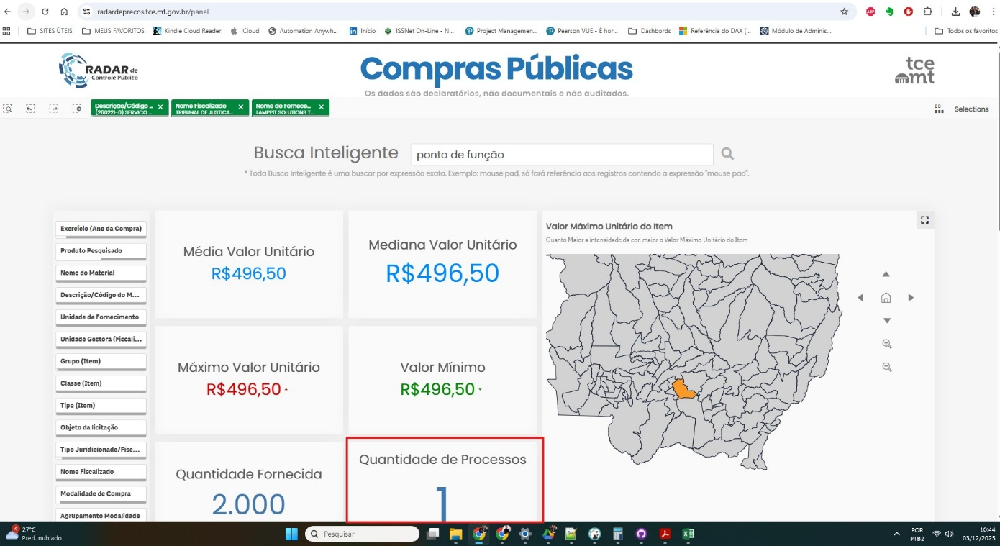 radardeprecos.tce.mt.gov.br/panel
ABP
SITES ÚTEIS
MEUS FAVORITOS
Kindle Cloud Reader
iCloud
Automation Anywh...
Início
ISSNet On-Line - N...
Project Managemen...
Pearson VUE - É hor...
Dashbords
Referência do DAX (...
Módulo de Adminis...
Todos os favoritos
RADAR de
Controle Público
Compras Públicas
tce
mt
Os dados são declaratórios, não documentais e não auditados.
Descrição/Código ...
(260221-0) SERVICO ...
Nome Fiscalizado
TRIBUNAL DE JUSTICA...
Nome do Fornece...
LAMPPIT SOLUTIONS T...
Selections
Busca Inteligente
ponto de função
* Toda Busca Inteligente é uma buscar por expressão exata. Exemplo: mouse pad, só fará referência aos registros contendo a expressão "mouse pad".
Exercício (Ano da Compra)
Produto Pesquisado
Nome do Material
Descrição/Código do M...
Unidade de Fornecimento
Unidade Gestora (Fiscali...
Grupo (Item)
Classe (Item)
Tipo (Item)
Objeto da licitação
Tipo Juridicionado/Fisc...
Nome Fiscalizado
Modalidade de Compra
Agrupamento Modalidade
Média Valor Unitário
R$496,50
Mediana Valor Unitário
R$496,50
Máximo Valor Unitário
R$496,50
Valor Mínimo
R$496,50
Quantidade Fornecida
2.000
Quantidade de Processos
1
Valor Máximo Unitário do Item
Quanto Maior a intensidade da cor, maior o Valor Máximo Unitário do Item
4
27°C
Pred. nublado
Pesquisar
POR
PTB2
10:44
03/12/2025